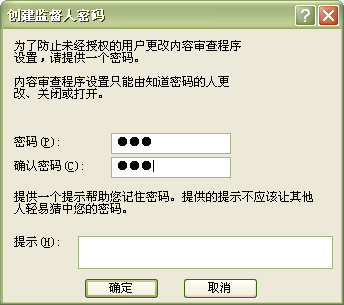 创建监督人密码
为了防止未经授权的用户更改内容审查程序
设置,请提供一个密码。
内容审查程序设置只能由知道密码的人更
改、关闭或打开。
密码(P): ●●●
确认密码(C): ●●●
提供一个提示帮助您记住密码。提供的提示不应该让其他
人轻易猜中您的密码。
提示(H):
确定 取消